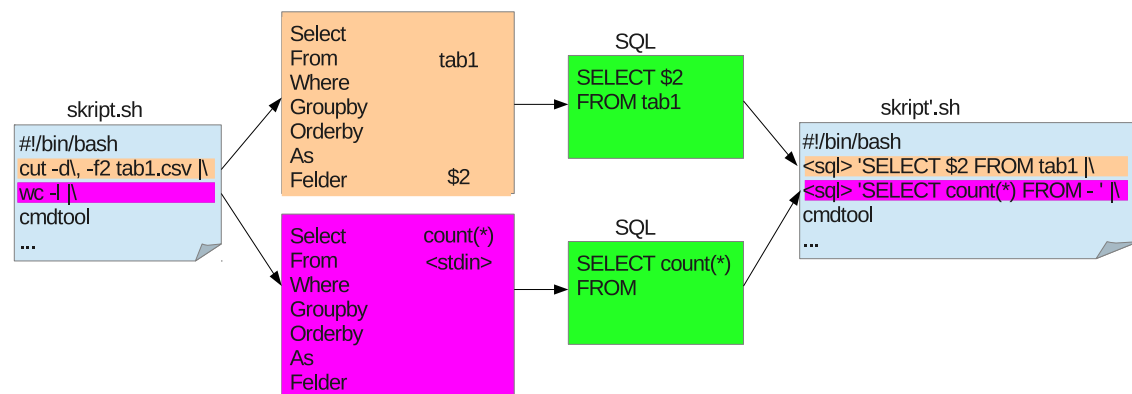 skript.sh
#!/bin/bash
cut -d\, -f2 tab1.csv |\
wc -l |\
cmdtool
...
Select
From tab1
Where
Groupby
Orderby
As
Felder $2
Select count(*)
From <stdin>
Where
Groupby
Orderby
As
Felder
SQL
SELECT $2
FROM tab1
SQL
SELECT count(*)
FROM
skript'.sh
#!/bin/bash
<sql> 'SELECT $2 FROM tab1 |\
<sql> 'SELECT count(*) FROM - ' |\
cmdtool
...